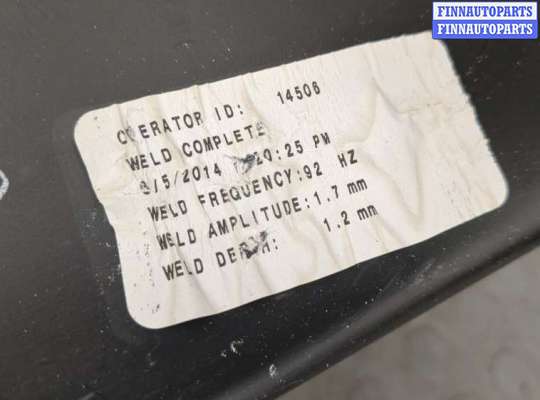 FINNAUTOPARTS
FINNAUTOPARTS
OPERATOR ID: 14506
WELD COMPLETE
/5/2014 :25 PM
WELD FREQUENCY:92 HZ
WELD AMPLITUDE:1.7 mm
WELD DEPTH: 1.2 mm